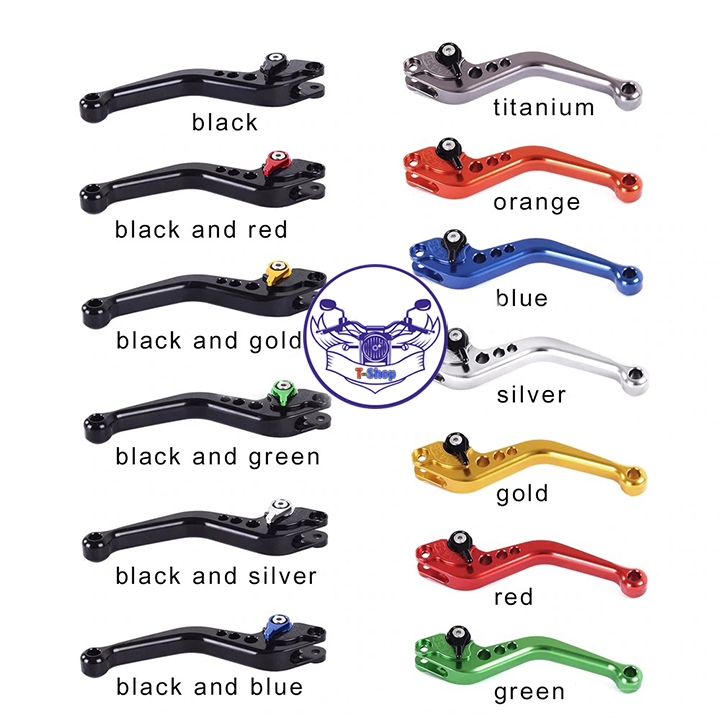 black
titanium
black and red
orange
black and gold
blue
T-Shop
silver
black and green
gold
black and silver
red
black and blue
green